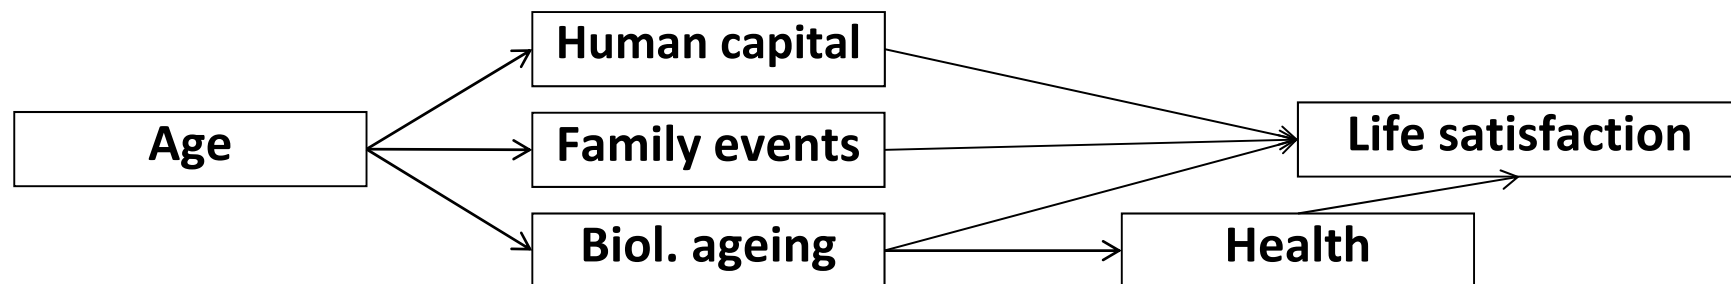 Human capital
Age
Family events
Life satisfaction
Biol. ageing
Health